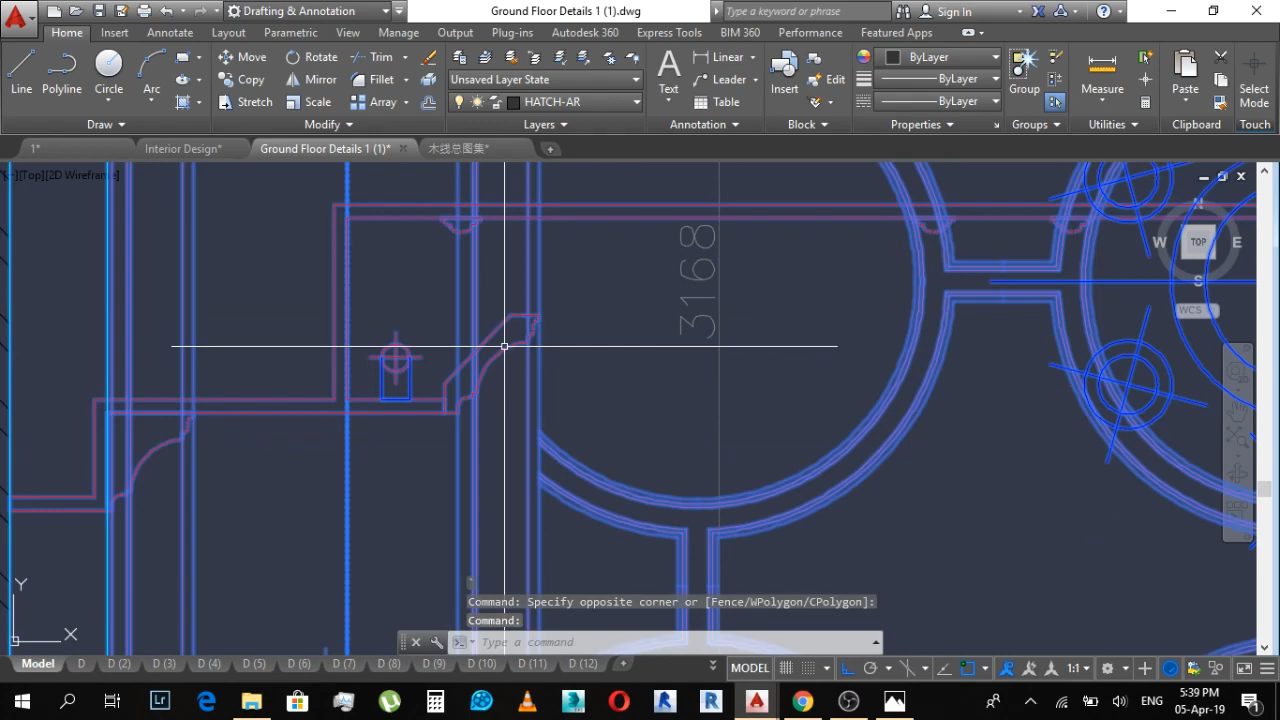 Drafting & Annotation
Ground Floor Details 1 (1).dwg
Type a keyword or phrase
Sign In
Home
Insert
Annotate
Layout
Parametric
View
Manage
Output
Plug-ins
Autodesk 360
Express Tools
BIM 360
Performance
Featured Apps
Line
Polyline
Circle
Arc
Move
Rotate
Trim
Copy
Mirror
Fillet
Stretch
Scale
Array
Unsaved Layer State
HATCH-AR
Text
Linear
Leader
Table
Insert
Edit
ByLayer
ByLayer
ByLayer
Group
Measure
Paste
Select
Mode
Draw
Modify
Layers
Annotation
Block
Properties
Groups
Utilities
Clipboard
Touch
1*
Interior Design*
Ground Floor Details 1 (1)*
木线总图集*
[Top][2D Wireframe]
N
W
TOP
E
S
WCS
3168
Y
X
Command: Specify opposite corner or [Fence/WPolygon/CPolygon]:
Command:
Type a command
Model
D
D (2)
D (3)
D (4)
D (5)
D (6)
D (7)
D (8)
D (9)
D (10)
D (11)
D (12)
MODEL
1:1
Lr
ENG
5:39 PM
05-Apr-19